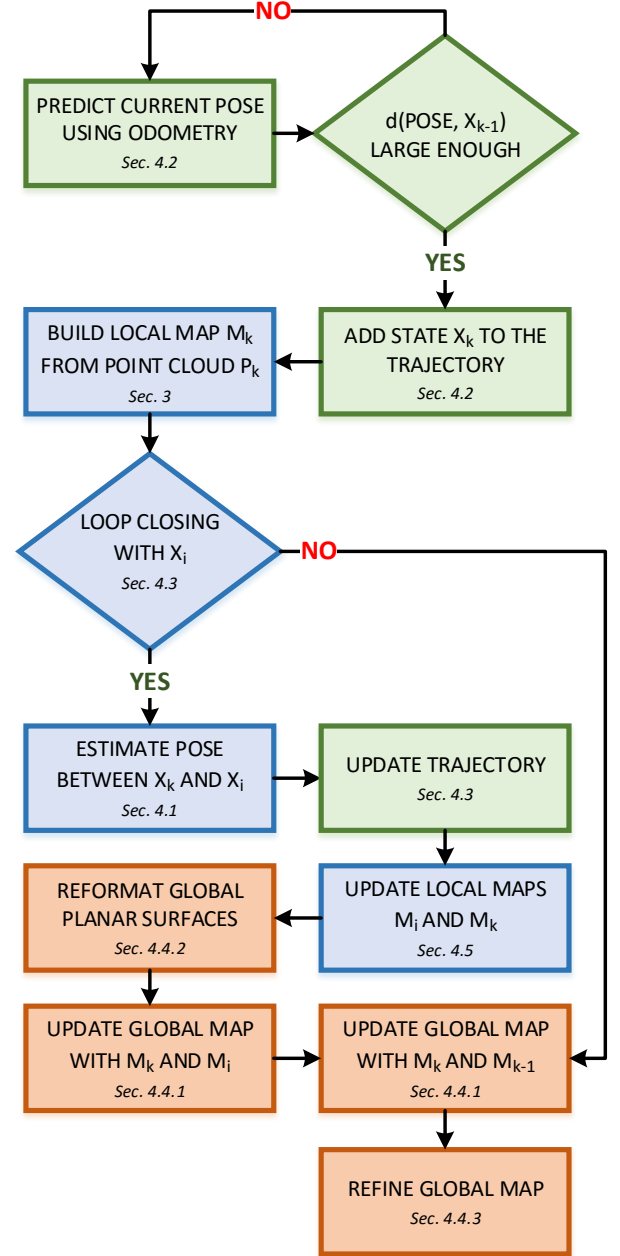 NO
PREDICT CURRENT POSE
USING ODOMETRY
Sec. 4.2
d(POSE, Xk-1)
LARGE ENOUGH
YES
BUILD LOCAL MAP Mk
FROM POINT CLOUD Pk
Sec. 3
ADD STATE Xk TO THE
TRAJECTORY
Sec. 4.2
LOOP CLOSING
WITH Xi
Sec. 4.3
NO
YES
ESTIMATE POSE
BETWEEN Xk AND Xi
Sec. 4.1
UPDATE TRAJECTORY
Sec. 4.3
REFORMAT GLOBAL
PLANAR SURFACES
Sec. 4.4.2
UPDATE LOCAL MAPS
Mi AND Mk
Sec. 4.5
UPDATE GLOBAL MAP
WITH Mk AND Mi
Sec. 4.4.1
UPDATE GLOBAL MAP
WITH Mk AND Mk-1
Sec. 4.4.1
REFINE GLOBAL MAP
Sec. 4.4.3